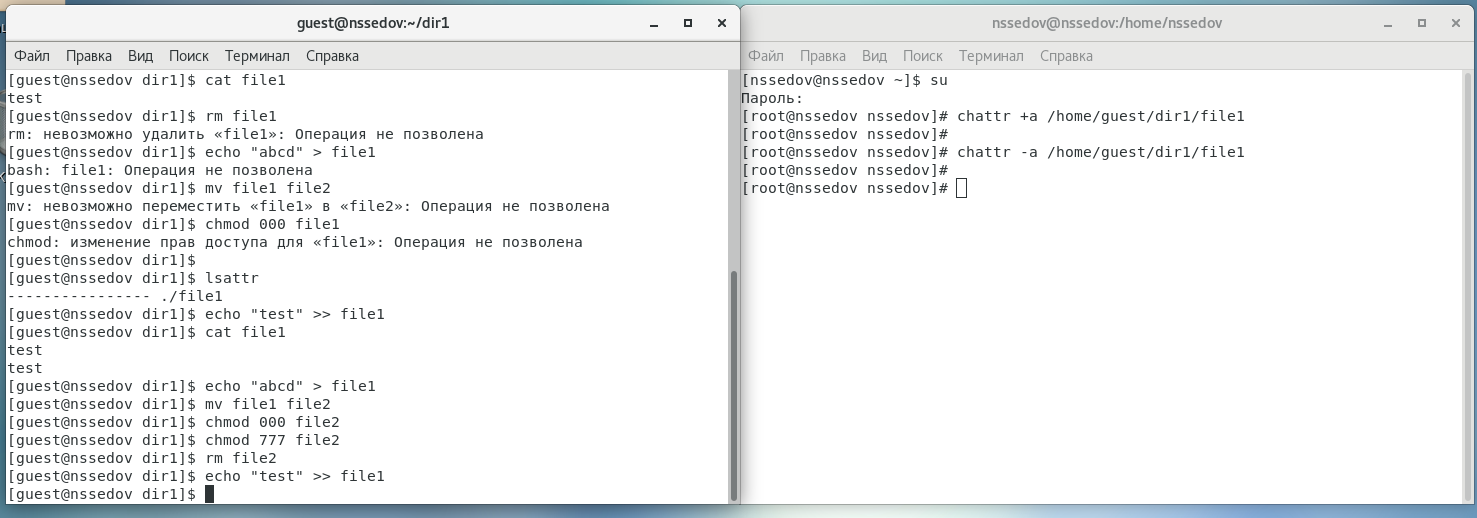 guest@nssedov:~/dir1
Файл Правка Вид Поиск Терминал Справка
[guest@nssedov dir1]$ cat file1
test
[guest@nssedov dir1]$ rm file1
rm: невозможно удалить «file1»: Операция не позволена
[guest@nssedov dir1]$ echo "abcd" > file1
bash: file1: Операция не позволена
[guest@nssedov dir1]$ mv file1 file2
mv: невозможно переместить «file1» в «file2»: Операция не позволена
[guest@nssedov dir1]$ chmod 000 file1
chmod: изменение прав доступа для «file1»: Операция не позволена
[guest@nssedov dir1]$
[guest@nssedov dir1]$ lsattr
---------------- ./file1
[guest@nssedov dir1]$ echo "test" >> file1
[guest@nssedov dir1]$ cat file1
test
test
[guest@nssedov dir1]$ echo "abcd" > file1
[guest@nssedov dir1]$ mv file1 file2
[guest@nssedov dir1]$ chmod 000 file2
[guest@nssedov dir1]$ chmod 777 file2
[guest@nssedov dir1]$ rm file2
[guest@nssedov dir1]$ echo "test" >> file1
[guest@nssedov dir1]$
nssedov@nssedov:/home/nssedov
Файл Правка Вид Поиск Терминал Справка
[nssedov@nssedov ~]$ su
Пароль:
[root@nssedov nssedov]# chattr +a /home/guest/dir1/file1
[root@nssedov nssedov]#
[root@nssedov nssedov]# chattr -a /home/guest/dir1/file1
[root@nssedov nssedov]#
[root@nssedov nssedov]#